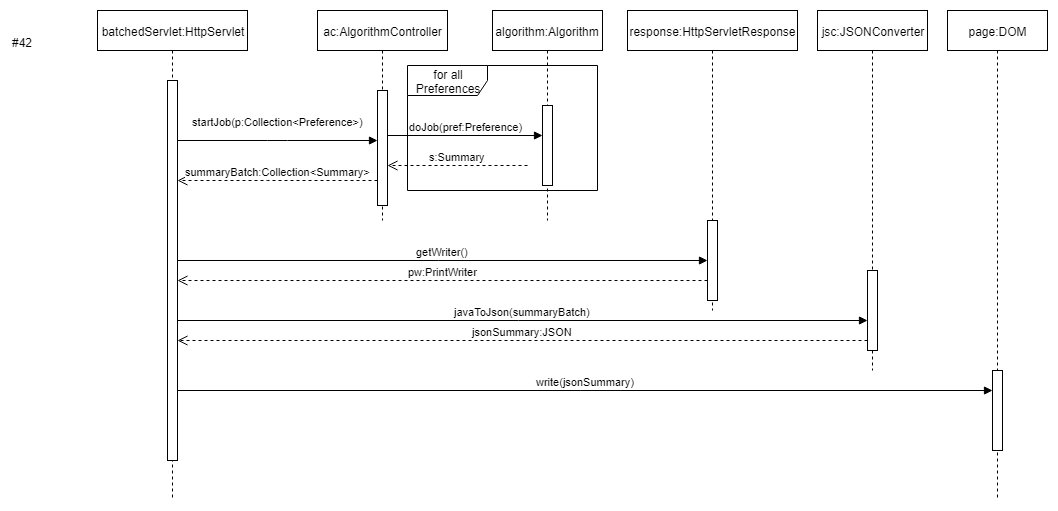 #42
batchedServlet:HttpServlet
ac:AlgorithmController
algorithm:Algorithm
response:HttpServletResponse
jsc:JSONConverter
page:DOM
for all
Preferences
startJob(p:Collection<Preference>)
doJob(pref:Preference)
s:Summary
summaryBatch:Collection<Summary>
getWriter()
pw:PrintWriter
javaToJson(summaryBatch)
jsonSummary:JSON
write(jsonSummary)